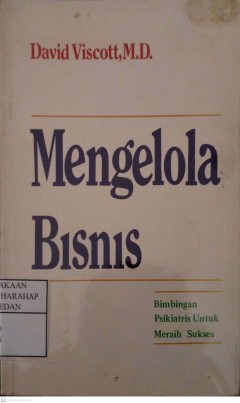 David Viscott,M.D.
Mengelola
Bisnis
AKAAN
HARAHAP
EDAN
Bimbingan
Psikiatris Untuk
Meraih Sukses